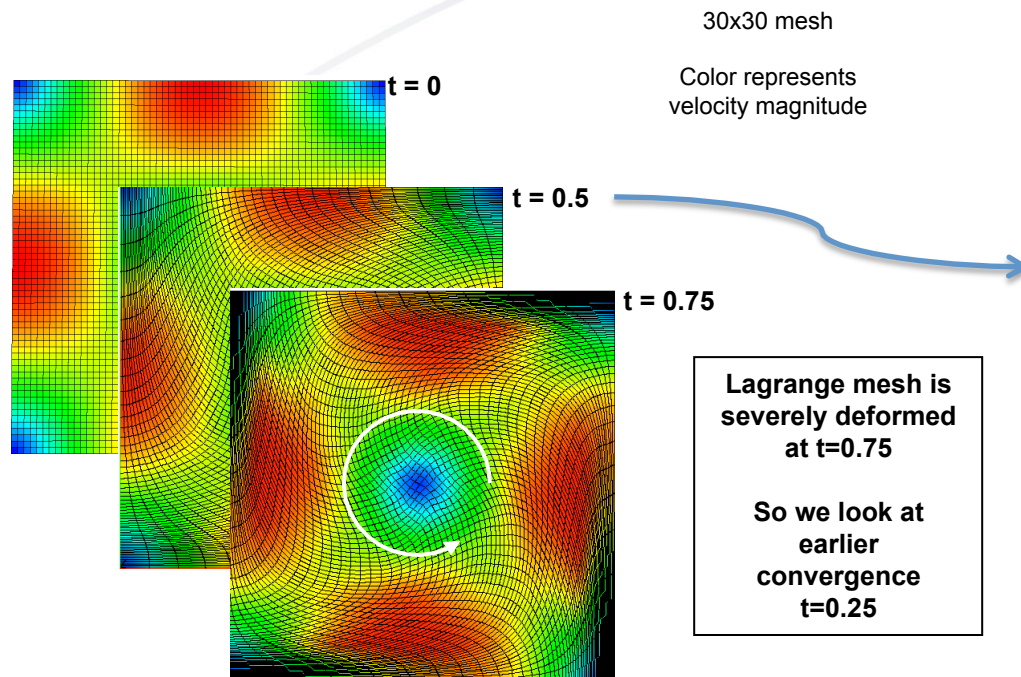 30x30 mesh
Color represents
velocity magnitude
t = 0
t = 0.5
t = 0.75
Lagrange mesh is
severely deformed
at t=0.75
So we look at
earlier
convergence
t=0.25